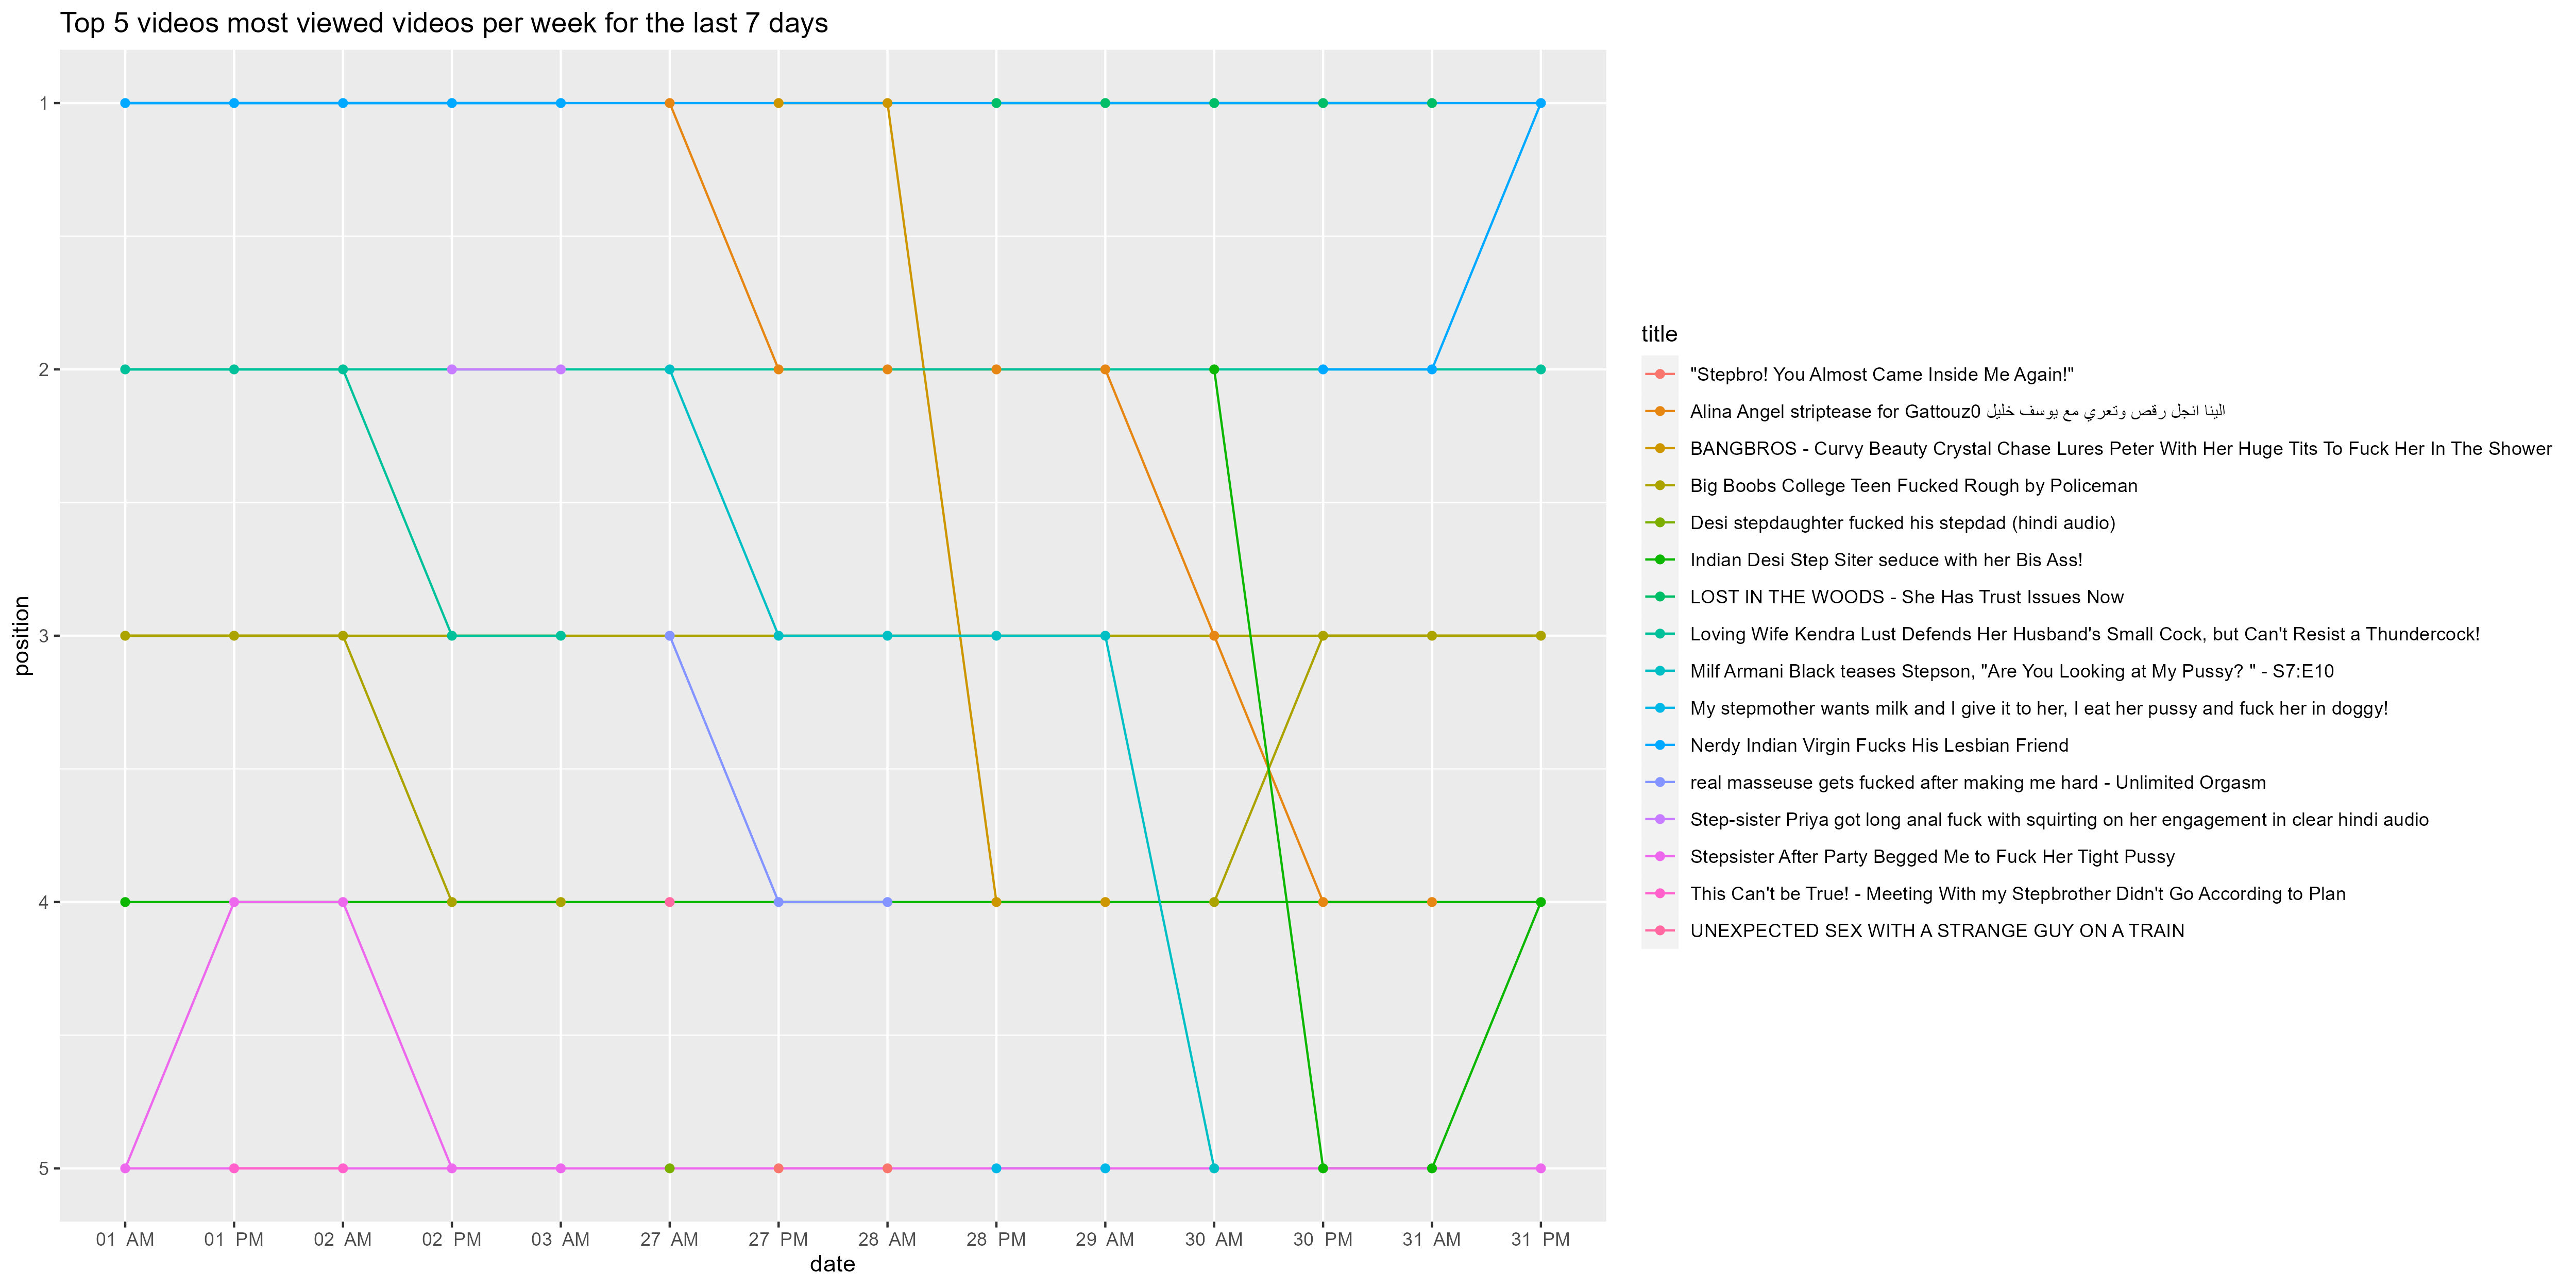 Top 5 videos most viewed videos per week for the last 7 days
position
1
2
3
4
5
01 AM
01 PM
02 AM
02 PM
03 AM
27 AM
27 PM
28 AM
28 PM
29 AM
30 AM
30 PM
31 AM
31 PM
date
title
"Stepbro! You Almost Came Inside Me Again!"
Alina Angel striptease for Gattouz0 الينا انجل رقص وتعري مع يوسف خليل
BANGBROS - Curvy Beauty Crystal Chase Lures Peter With Her Huge Tits To Fuck Her In The Shower
Big Boobs College Teen Fucked Rough by Policeman
Desi stepdaughter fucked his stepdad (hindi audio)
Indian Desi Step Siter seduce with her Bis Ass!
LOST IN THE WOODS - She Has Trust Issues Now
Loving Wife Kendra Lust Defends Her Husband's Small Cock, but Can't Resist a Thundercock!
Milf Armani Black teases Stepson, "Are You Looking at My Pussy? " - S7:E10
My stepmother wants milk and I give it to her, I eat her pussy and fuck her in doggy!
Nerdy Indian Virgin Fucks His Lesbian Friend
real masseuse gets fucked after making me hard - Unlimited Orgasm
Step-sister Priya got long anal fuck with squirting on her engagement in clear hindi audio
Stepsister After Party Begged Me to Fuck Her Tight Pussy
This Can't be True! - Meeting With my Stepbrother Didn't Go According to Plan
UNEXPECTED SEX WITH A STRANGE GUY ON A TRAIN